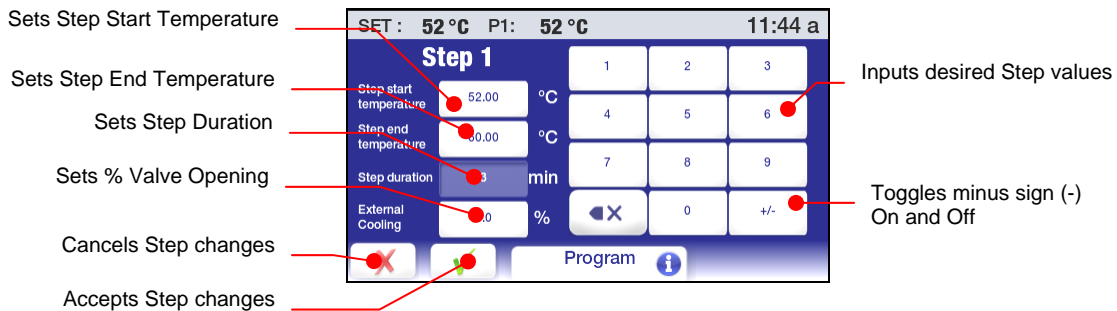 Sets Step Start Temperature
Sets Step End Temperature
Sets Step Duration
Sets % Valve Opening
Cancels Step changes
Accepts Step changes
SET : 52 °C P1: 52 °C 11:44 a
Step 1
Step start
temperature
52.00 °C
Step end
temperature
°C
Step duration
min
External
Cooling
%
1 2 3
4 5 6
7 8 9
0 +/-
Program
Inputs desired Step values
Toggles minus sign (-)
On and Off